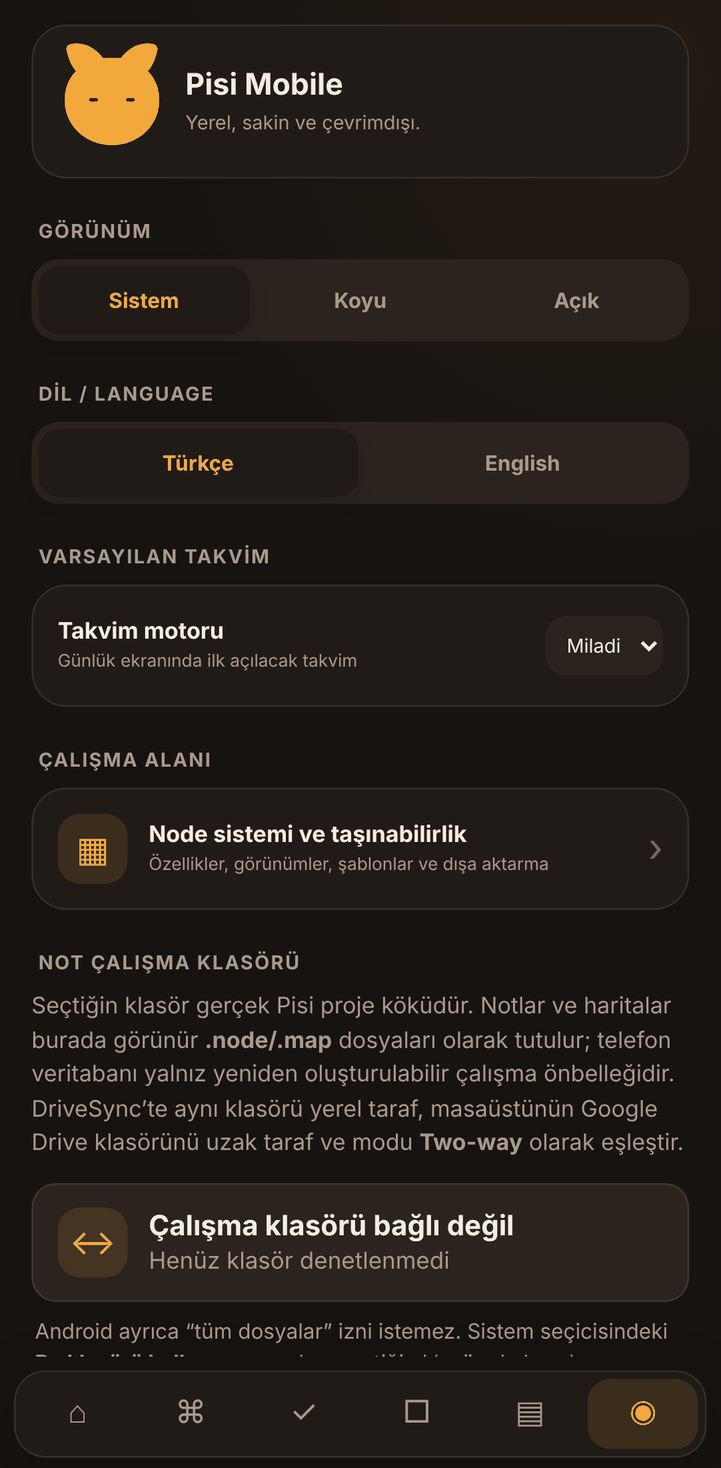 Pisi Mobile
Yerel, sakin ve çevrimdışı.
GÖRÜNÜM
Sistem
Koyu
Açık
DİL / LANGUAGE
Türkçe
English
VARSAYILAN TAKVİM
Takvim motoru
Günlük ekranında ilk açılacak takvim
Miladi
ÇALIŞMA ALANI
Node sistemi ve taşınabilirlik
Özellikler, görünümler, şablonlar ve dışa aktarma
NOT ÇALIŞMA KLASÖRÜ
Seçtiğin klasör gerçek Pisi proje köküdür. Notlar ve haritalar
burada görünür .node/.map dosyaları olarak tutulur; telefon
veritabanı yalnız yeniden oluşturulabilir çalışma önbelleğidir.
DriveSync’te aynı klasörü yerel taraf, masaüstünün Google
Drive klasörünü uzak taraf ve modu Two-way olarak eşleştir.
Çalışma klasörü bağlı değil
Henüz klasör denetlenmedi
Android ayrıca “tüm dosyalar” izni istemez. Sistem seçicisindeki